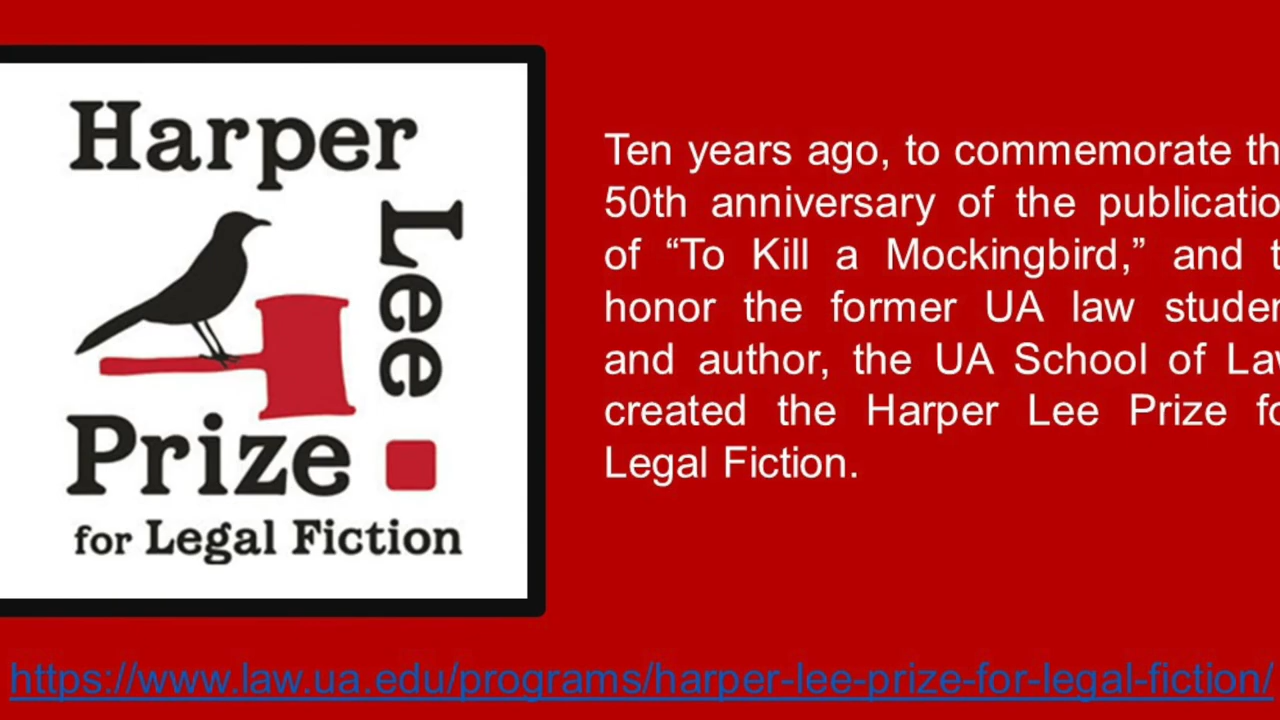 Harper
Lee
Prize
for Legal Fiction
Ten years ago, to commemorate th
50th anniversary of the publicatio
of “To Kill a Mockingbird,” and t
honor the former UA law studen
and author, the UA School of Law
created the Harper Lee Prize fo
Legal Fiction.
https://www.law.ua.edu/programs/harper-lee-prize-for-legal-fiction/